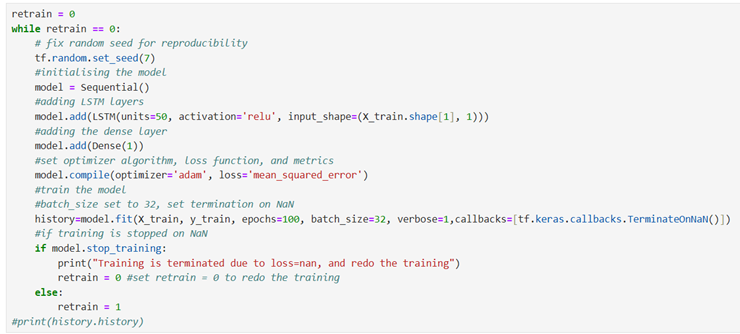 retrain = 0
while retrain == 0:
    # fix random seed for reproducibility
    tf.random.set_seed(7)
    #initialising the model
    model = Sequential()
    #adding LSTM layers
    model.add(LSTM(units=50, activation='relu', input_shape=(X_train.shape[1], 1)))
    #adding the dense layer
    model.add(Dense(1))
    #set optimizer algorithm, loss function, and metrics
    model.compile(optimizer='adam', loss='mean_squared_error')
    #train the model
    #batch_size set to 32, set termination on NaN
    history=model.fit(X_train, y_train, epochs=100, batch_size=32, verbose=1,callbacks=[tf.keras.callbacks.TerminateOnNaN()])
    #if training is stopped on NaN
    if model.stop_training:
        print("Training is terminated due to loss=nan, and redo the training")
        retrain = 0 #set retrain = 0 to redo the training
    else:
        retrain = 1
#print(history.history)